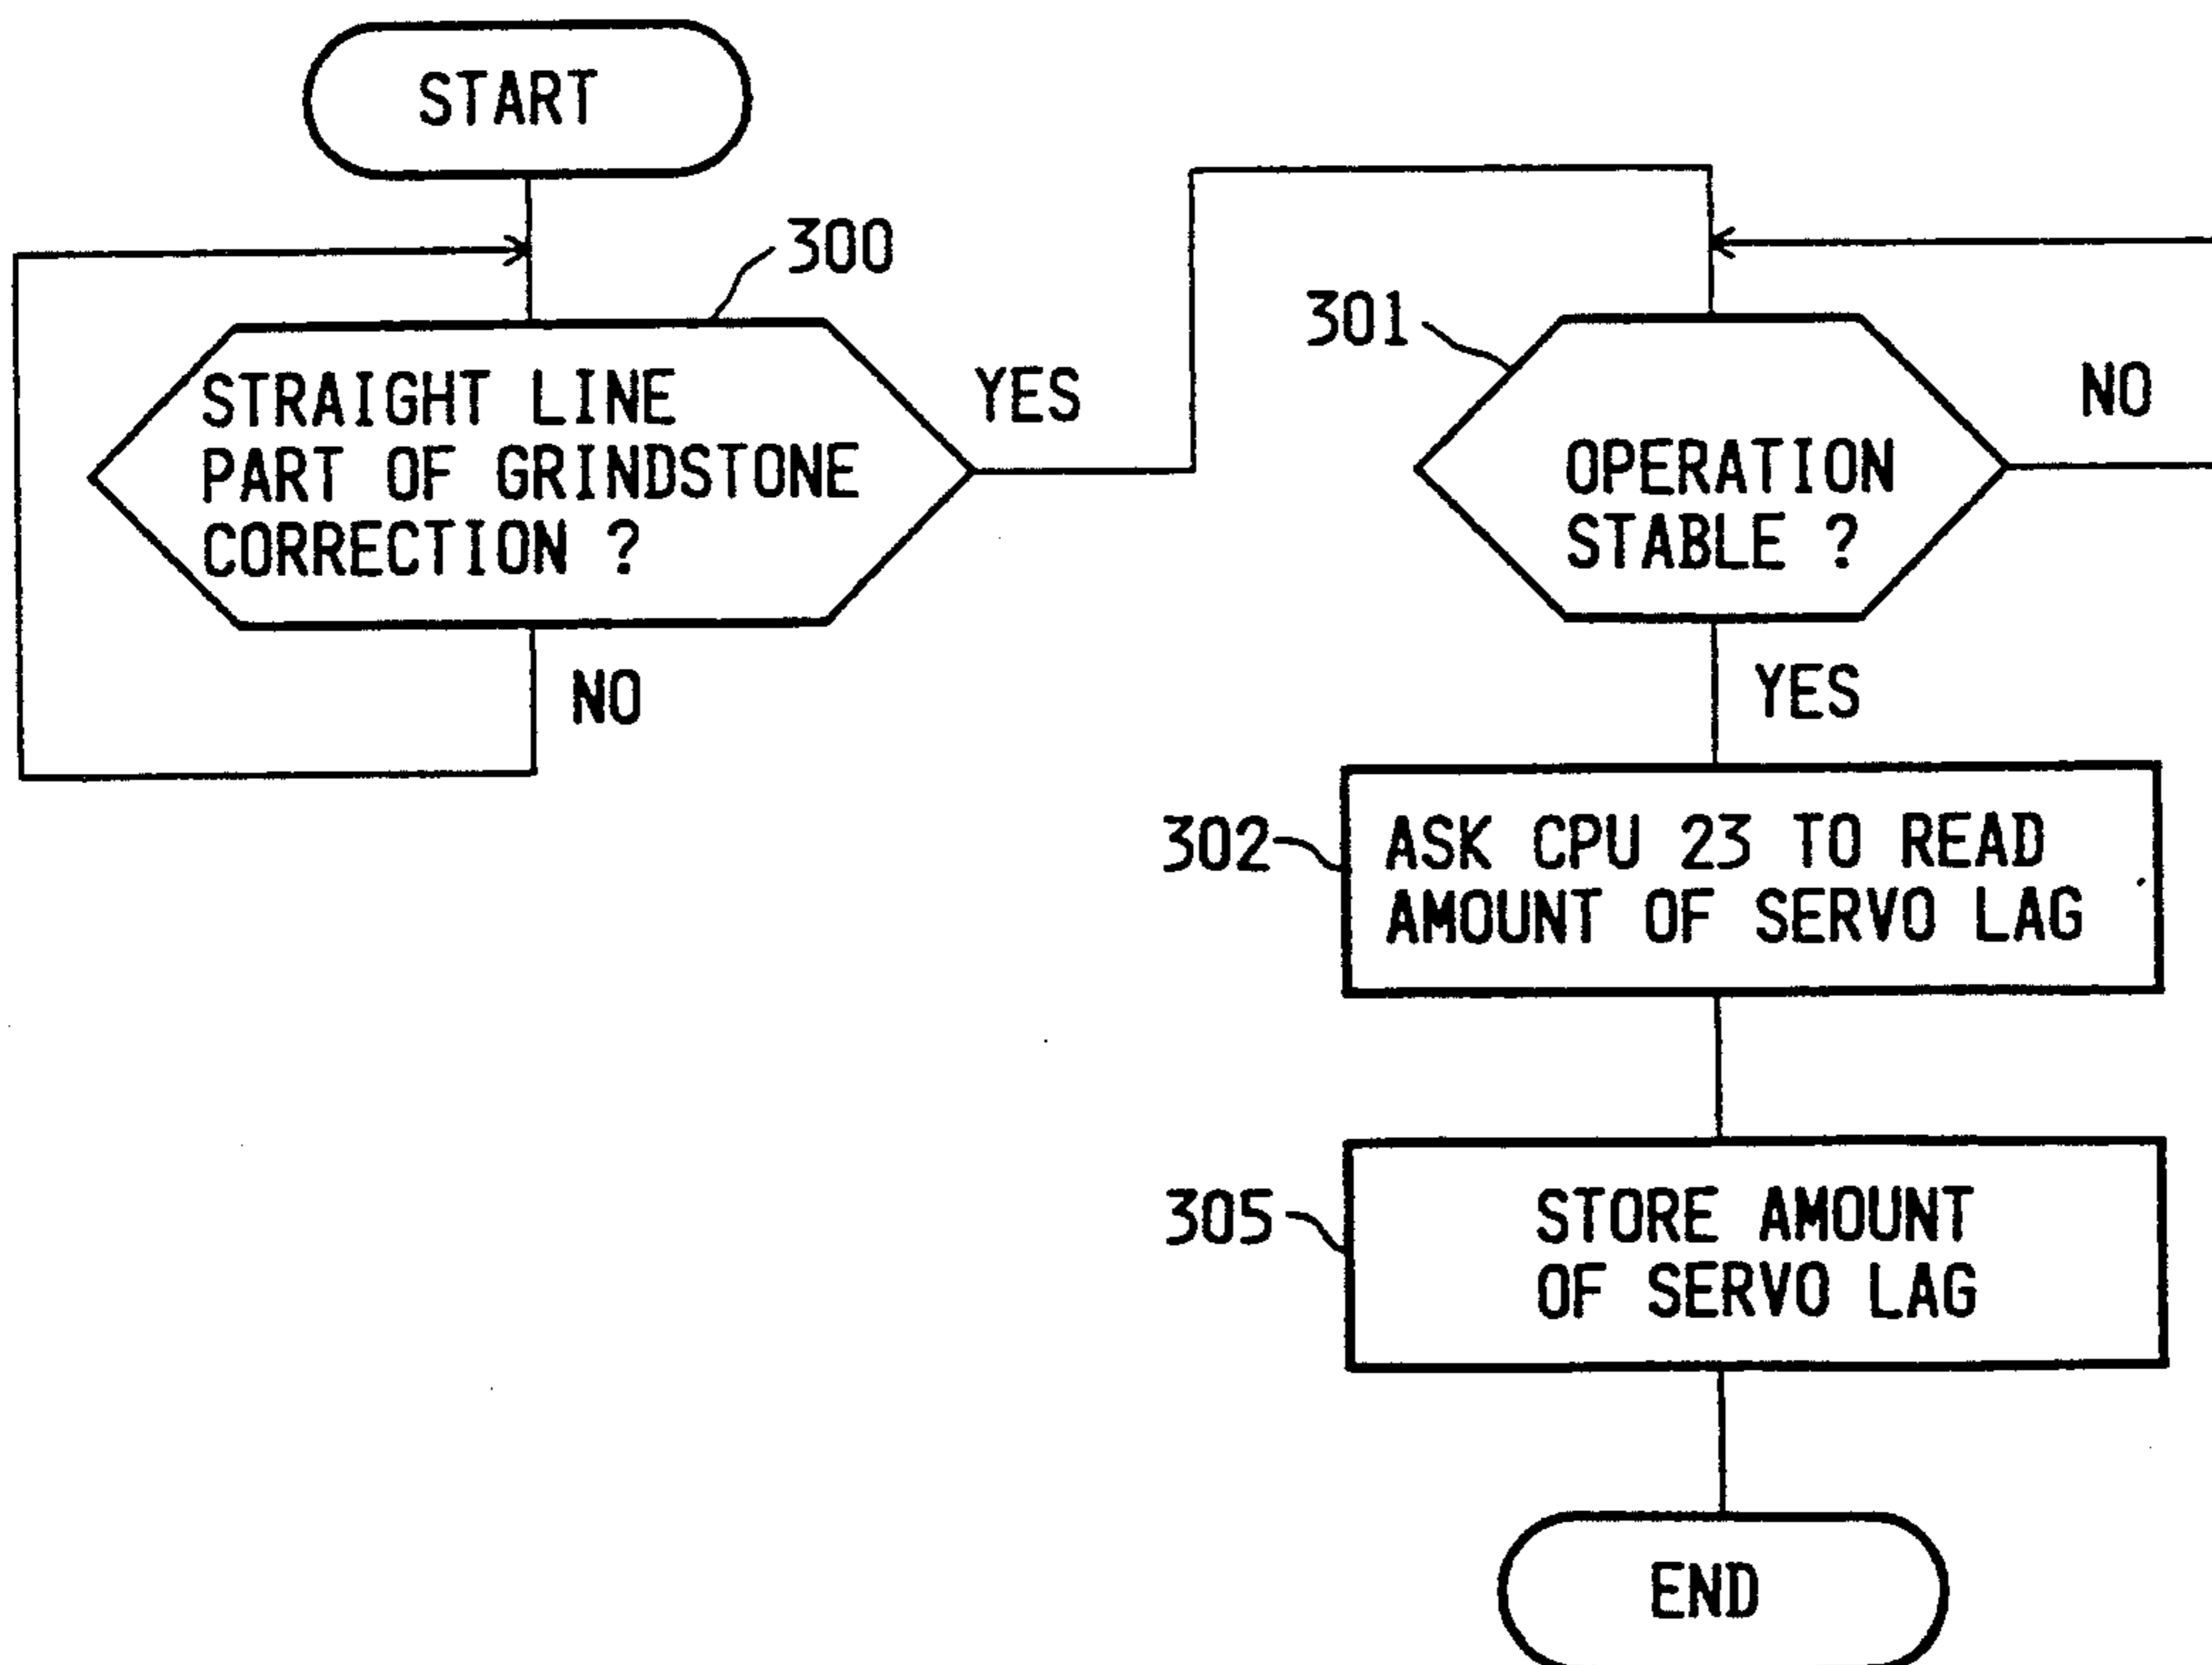 START
300
STRAIGHT LINE
PART OF GRINDSTONE
CORRECTION ?
YES
NO
301
OPERATION
STABLE ?
NO
YES
302
ASK CPU 23 TO READ
AMOUNT OF SERVO LAG
305
STORE AMOUNT
OF SERVO LAG
END